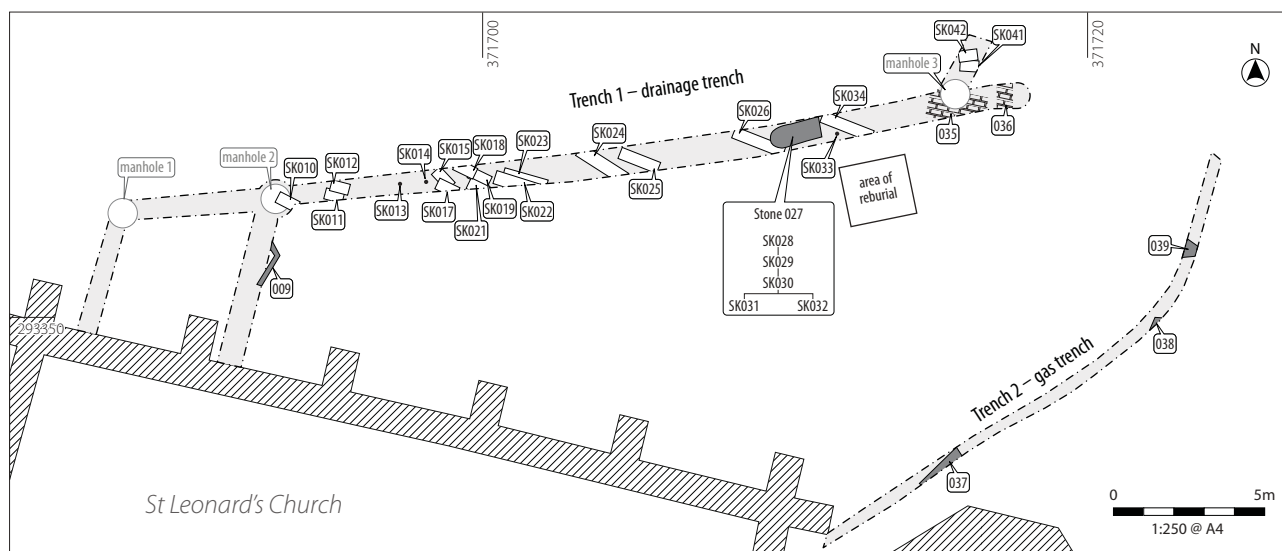 371700
371720
N
SK042
SK041
manhole 3
Trench 1 – drainage trench
SK034
SK026
035
036
SK033
SK024
SK025
SK023
SK018
SK015
SK014
SK012
SK010
manhole 2
manhole 1
SK011
SK013
SK017
SK021
SK019
SK022
area of
reburial
Stone 027
SK028
SK029
SK030
SK031
SK032
009
039
038
293350
Trench 2 – gas trench
037
St Leonard's Church
0
5m
1:250 @ A4